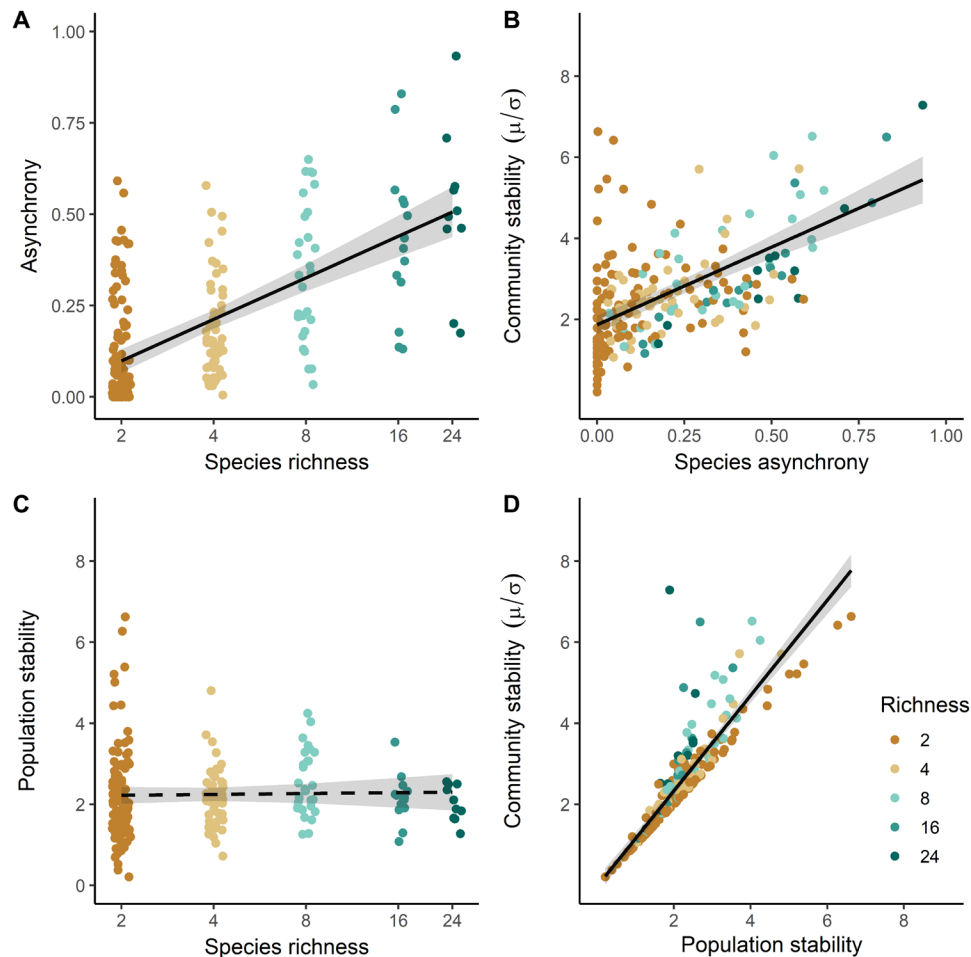 A
1.00
0.75
0.50
0.25
0.00
Asynchrony
2 4 8 16 24
Species richness
B
8
6
4
2
Community stability (μ/σ)
0.00 0.25 0.50 0.75 1.00
Species asynchrony
C
8
6
4
2
0
Population stability
2 4 8 16 24
Species richness
D
8
6
4
2
Community stability (μ/σ)
2 4 6 8
Population stability
Richness
2
4
8
16
24